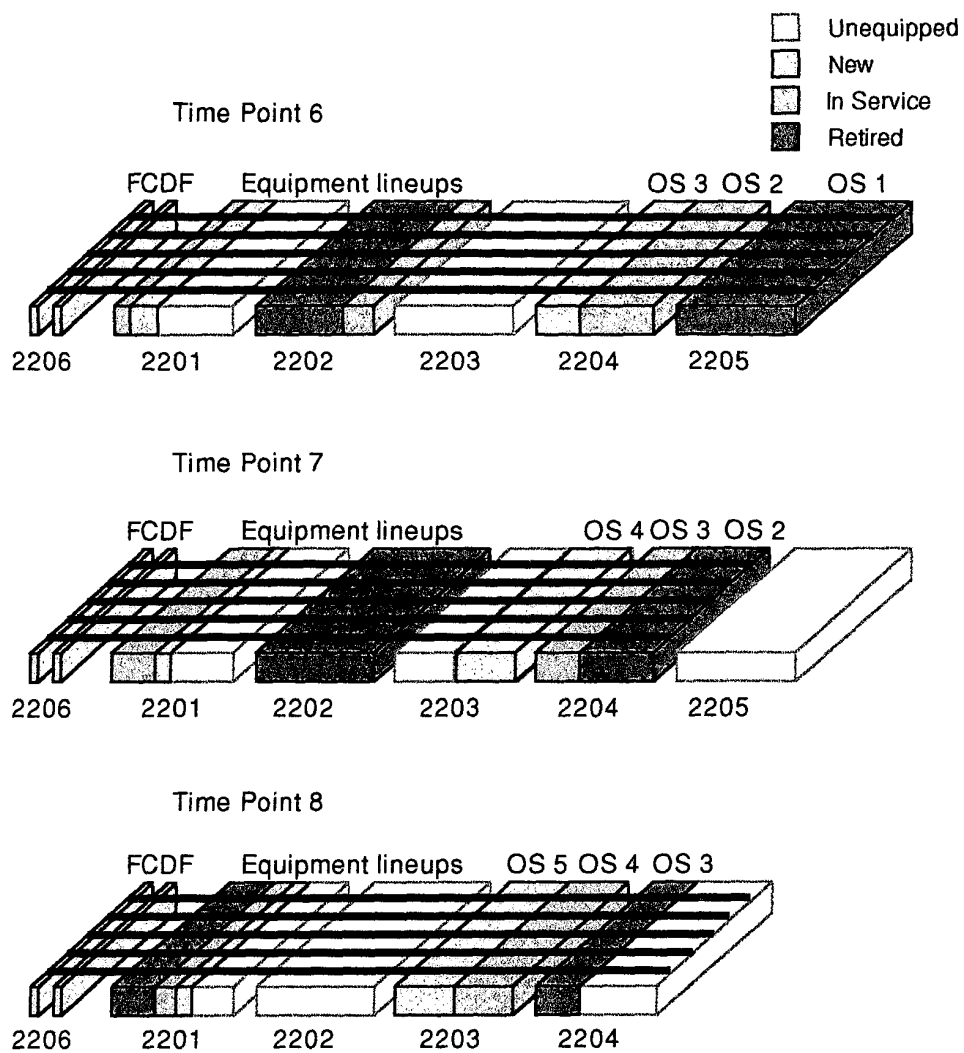 Unequipped
New
In Service
Retired
Time Point 6
FCDF Equipment lineups OS 3 OS 2 OS 1
2206 2201 2202 2203 2204 2205
Time Point 7
FCDF Equipment lineups OS 4 OS 3 OS 2
2206 2201 2202 2203 2204 2205
Time Point 8
FCDF Equipment lineups OS 5 OS 4 OS 3
2206 2201 2202 2203 2204